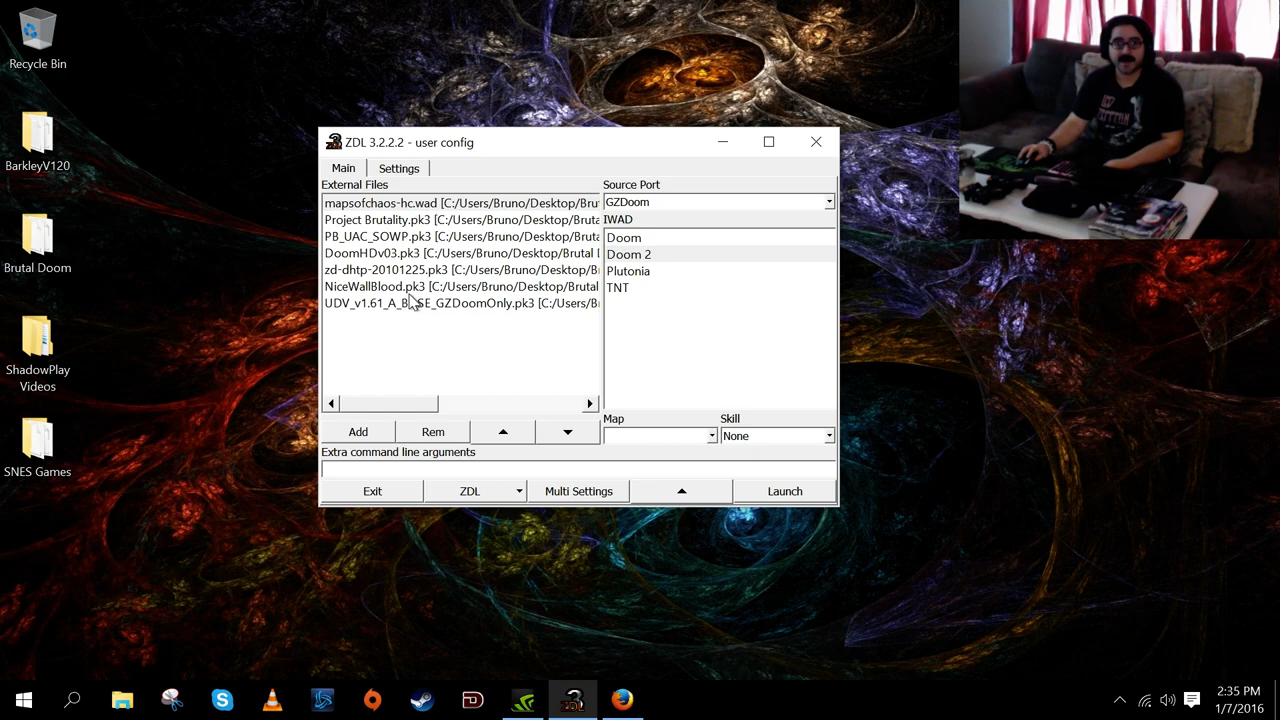 Recycle Bin
BarkleyV120
Brutal Doom
ShadowPlay
Videos
SNES Games
ZDL 3.2.2.2 - user config
Main
Settings
External Files
mapsofchaos-hc.wad [C:/Users/Bruno/Desktop/Bru
Project Brutality.pk3 [C:/Users/Bruno/Desktop/Bruta
PB_UAC_SOWP.pk3 [C:/Users/Bruno/Desktop/Bruta
DoomHDv03.pk3 [C:/Users/Bruno/Desktop/Brutal D
zd-dhtp-20101225.pk3 [C:/Users/Bruno/Desktop/B
NiceWallBlood.pk3 [C:/Users/Bruno/Desktop/Brutal
UDV_v1.61_A_BASE_GZDoomOnly.pk3 [C:/Users/B
Source Port
GZDoom
IWAD
Doom
Doom 2
Plutonia
TNT
Add
Rem
Map
Skill
None
Extra command line arguments
Exit
ZDL
Multi Settings
Launch
2:35 PM
1/7/2016